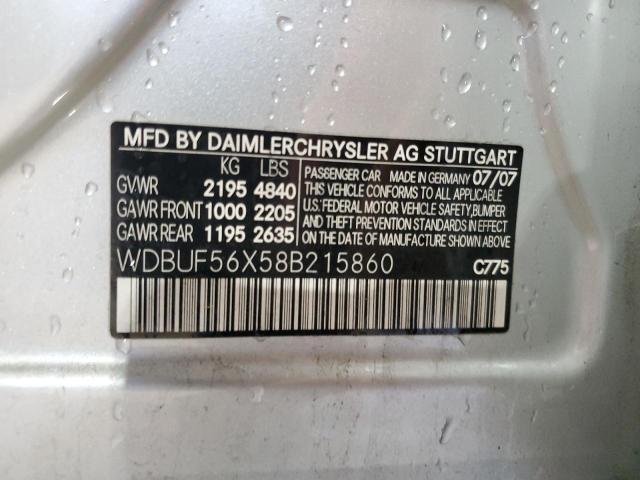 MFD BY DAIMLERCHRYSLER AG STUTTGART
KG LBS
GVWR 2195 4840
GAWR FRONT 1000 2205
GAWR REAR 1195 2635
PASSENGER CAR MADE IN GERMANY 07/07
THIS VEHICLE CONFORMS TO ALL APPLICABLE
U.S. FEDERAL MOTOR VEHICLE SAFETY, BUMPER
AND THEFT PREVENTION STANDARDS IN EFFECT
ON THE DATE OF MANUFACTURE SHOWN ABOVE
WDBUF56X58B215860
C775